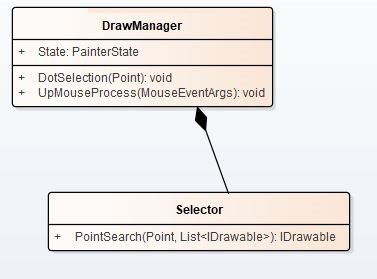 DrawManager
+ State: PainterState
+ DotSelection(Point): void
+ UpMouseProcess(MouseEventArgs): void
Selector
+ PointSearch(Point, List<IDrawable>): IDrawable